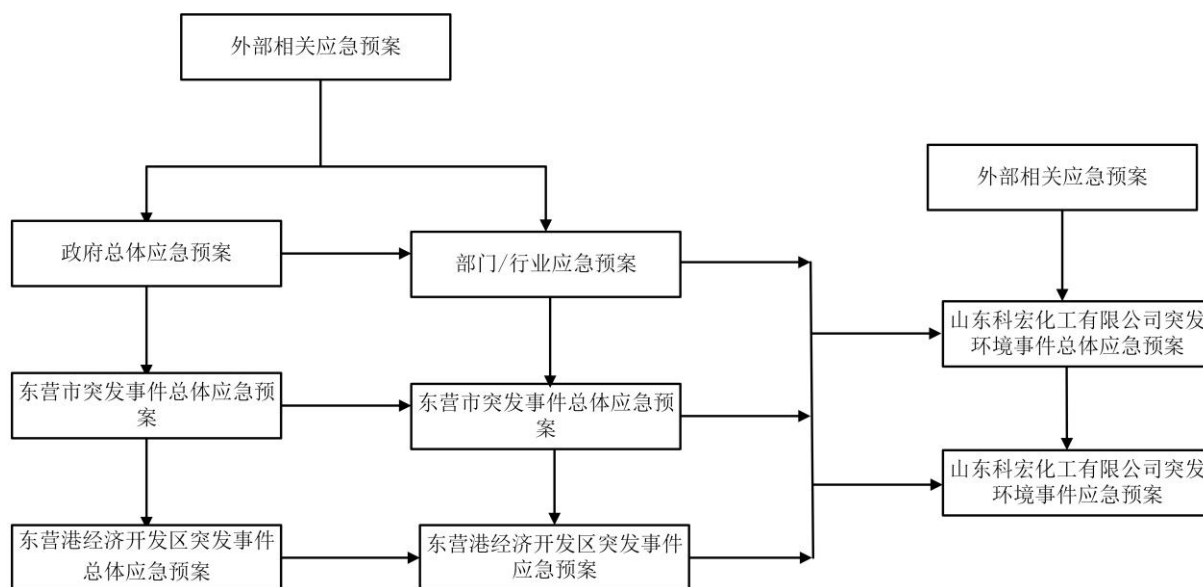 外部相关应急预案
外部相关应急预案
政府总体应急预案
部门/行业应急预案
山东科宏化工有限公司突发
环境事件总体应急预案
东营市突发事件总体应急预
案
东营市突发事件总体应急预
案
山东科宏化工有限公司突发
环境事件应急预案
东营港经济开发区突发事件
总体应急预案
东营港经济开发区突发事件
应急预案